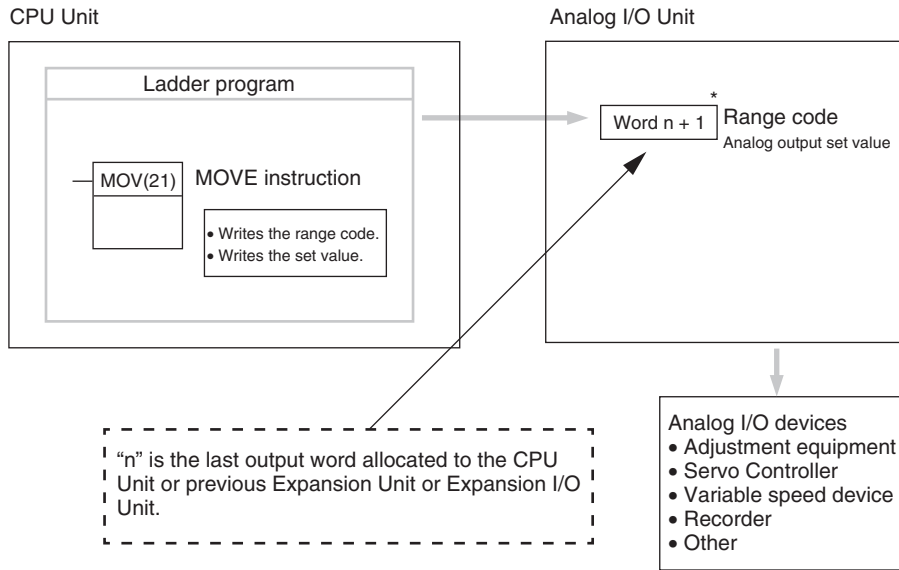 CPU Unit
Analog I/O Unit
Ladder program
MOV(21)
MOVE instruction
• Writes the range code.
• Writes the set value.
*
Word n + 1
Range code
Analog output set value
“n” is the last output word allocated to the CPU
Unit or previous Expansion Unit or Expansion I/O
Unit.
Analog I/O devices
• Adjustment equipment
• Servo Controller
• Variable speed device
• Recorder
• Other